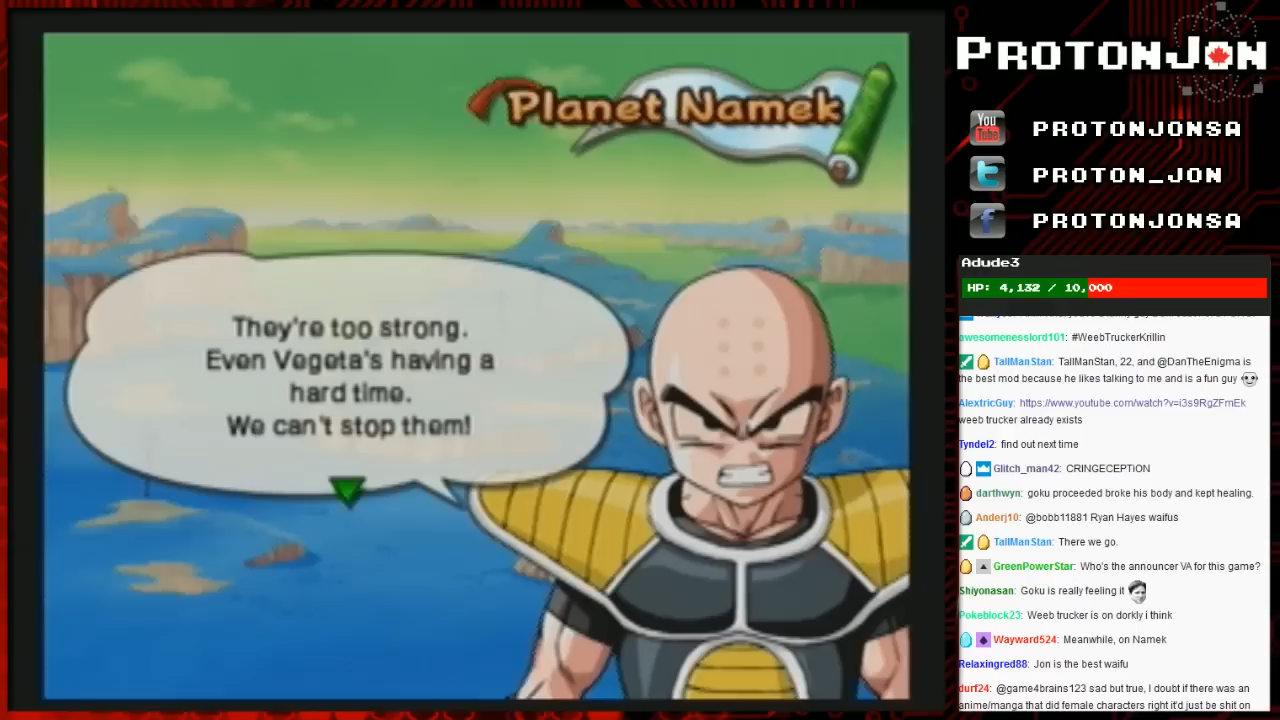 Planet Namek
They're too strong.
Even Vegeta's having a
hard time.
We can't stop them!
PROTONJON
You
Tube
PROTONJONSA
PROTON_JON
PROTONJONSA
Adude3
HP: 4,132 / 10,000
awesomenesslord101: #WeebTruckerKrillin
TallManStan: TallManStan, 22, and @DanTheEnigma is
the best mod because he likes talking to me and is a fun guy
AlextricGuy: https://www.youtube.com/watch?v=i3s9RgZFmEk
weeb trucker already exists
Tyndel2: find out next time
Glitch_man42: CRINGECEPTION
darthwyn: goku proceeded broke his body and kept healing.
Anderj10: @bobb11881 Ryan Hayes waifus
TallManStan: There we go.
GreenPowerStar: Who's the announcer VA for this game?
Shiyonasan: Goku is really feeling it
Pokeblock23: Weeb trucker is on dorkly i think
Wayward524: Meanwhile, on Namek
Relaxingred88: Jon is the best waifu
durf24: @game4brains123 sad but true, I doubt if there was an
anime/manga that did female characters right it'd just be shit on